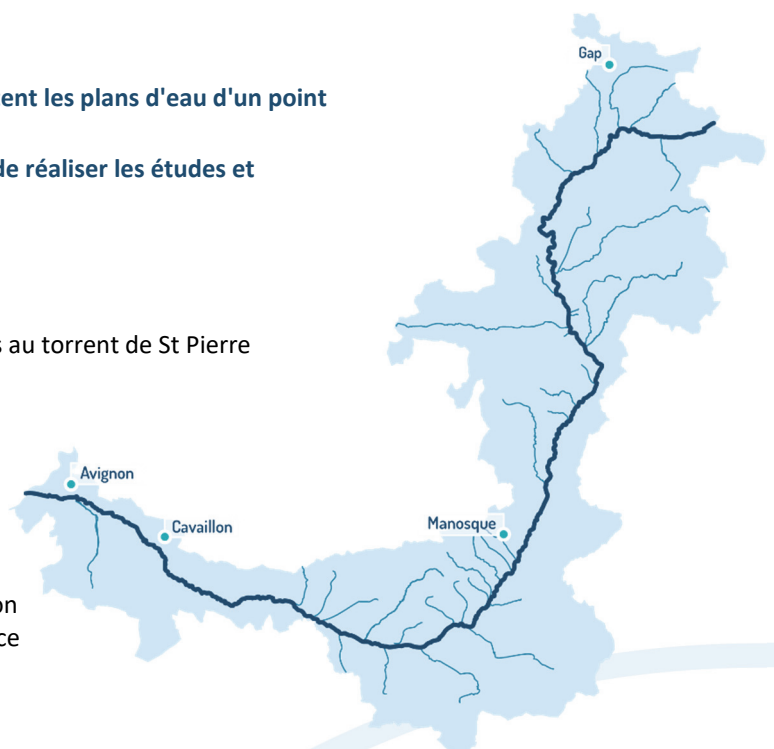 Gap
ent les plans d'eau d'un point
de réaliser les études et
s au torrent de St Pierre
Avignon
Cavaillon
Manosque
on
ce